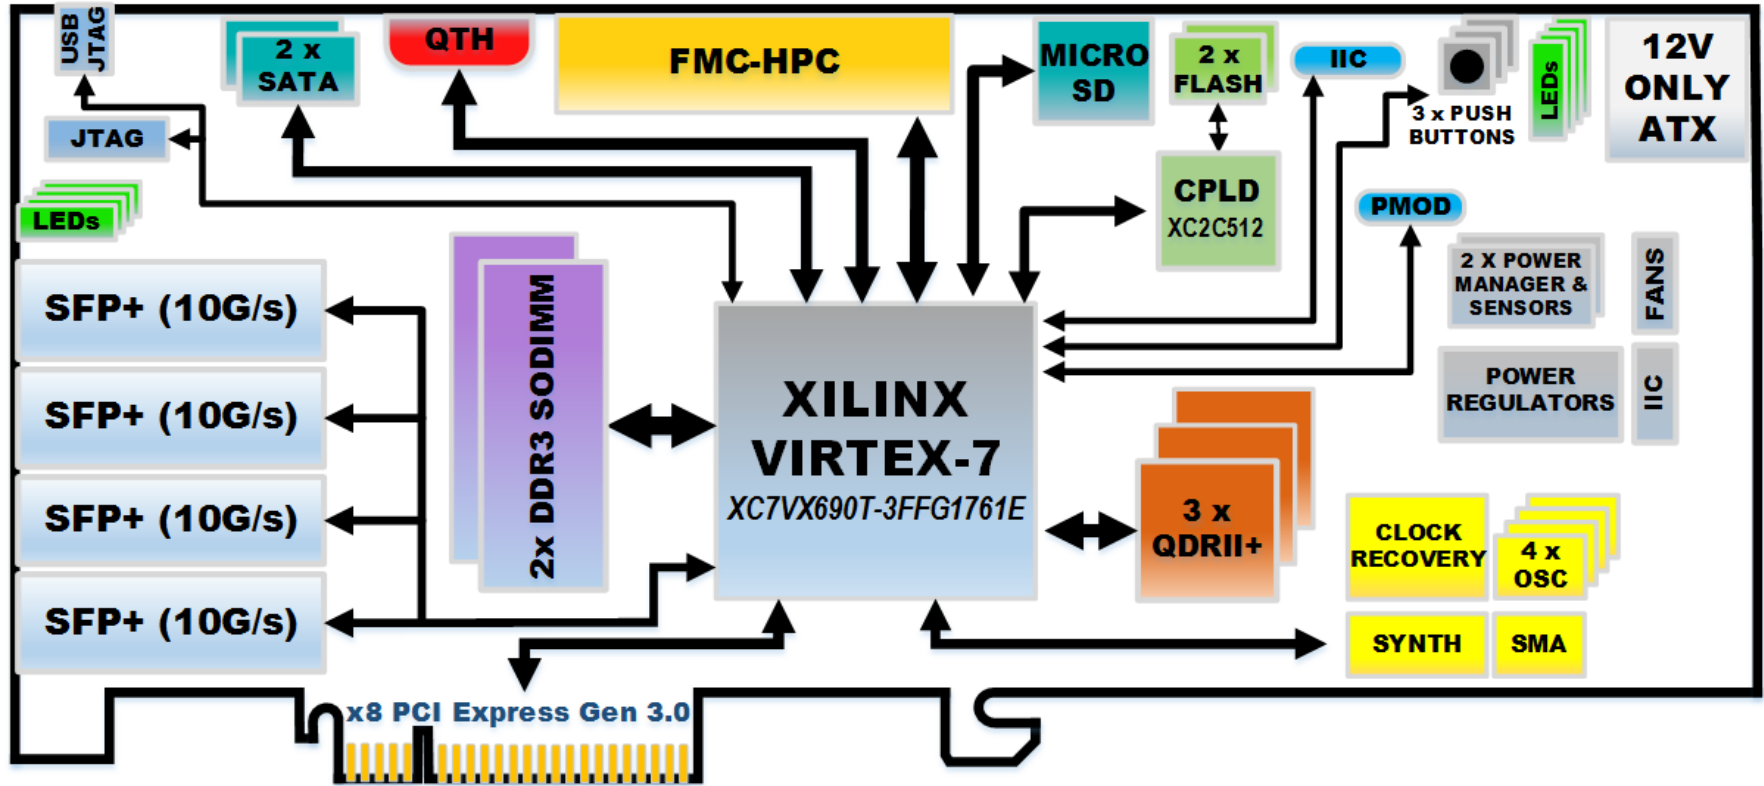 USB
JTAG
2 x
SATA
QTH
FMC-HPC
MICRO
SD
2 x
FLASH
IIC
3 x PUSH
BUTTONS
LEDs
12V
ONLY
ATX
JTAG
LEDs
CPLD
XC2C512
PMOD
2 X POWER
MANAGER &
SENSORS
FANS
SFP+ (10G/s)
SFP+ (10G/s)
SFP+ (10G/s)
SFP+ (10G/s)
2x DDR3 SODIMM
XILINX
VIRTEX-7
XC7VX690T-3FFG1761E
POWER
REGULATORS
IIC
3 x
QDRII+
CLOCK
RECOVERY
4 x
OSC
SYNTH
SMA
x8 PCI Express Gen 3.0